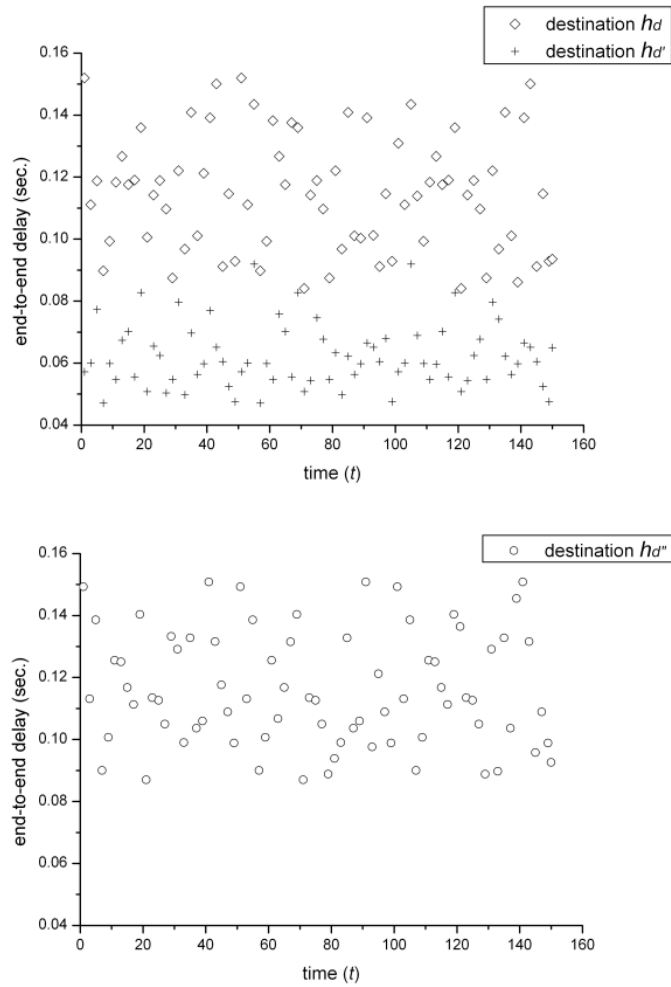 destination hd
destination hd'
0.16
0.14
0.12
0.10
0.08
0.06
0.04
end-to-end delay (sec.)
0 20 40 60 80 100 120 140 160
time (t)
destination hd"
0.16
0.14
0.12
0.10
0.08
0.06
0.04
end-to-end delay (sec.)
0 20 40 60 80 100 120 140 160
time (t)